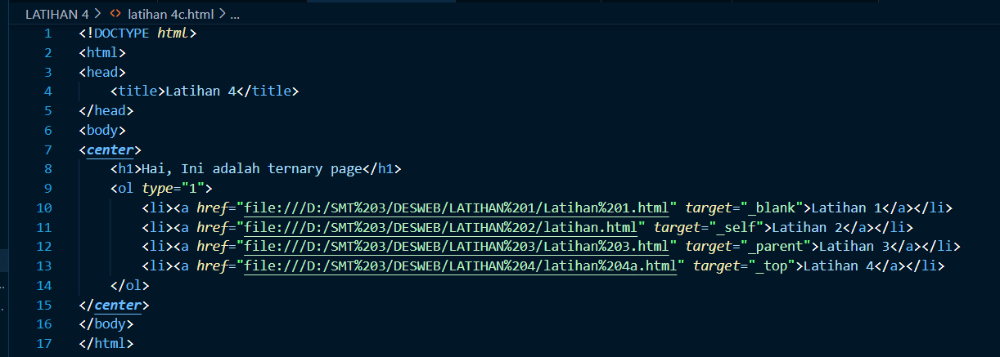 LATIHAN 4 > <> latihan 4c.html > ...
1 <!DOCTYPE html>
2 <html>
3 <head>
4     <title>Latihan 4</title>
5 </head>
6 <body>
7 <center>
8     <h1>Hai, Ini adalah ternary page</h1>
9     <ol type="1">
10         <li><a href="file:///D:/SMT%203/DESWEB/LATIHAN%201/Latihan%201.html" target="_blank">Latihan 1</a></li>
11         <li><a href="file:///D:/SMT%203/DESWEB/LATIHAN%202/latihan.html" target="_self">Latihan 2</a></li>
12         <li><a href="file:///D:/SMT%203/DESWEB/LATIHAN%203/Latihan%203.html" target="_parent">Latihan 3</a></li>
13         <li><a href="file:///D:/SMT%203/DESWEB/LATIHAN%204/latihan%204a.html" target="_top">Latihan 4</a></li>
14     </ol>
15 </center>
16 </body>
17 </html>